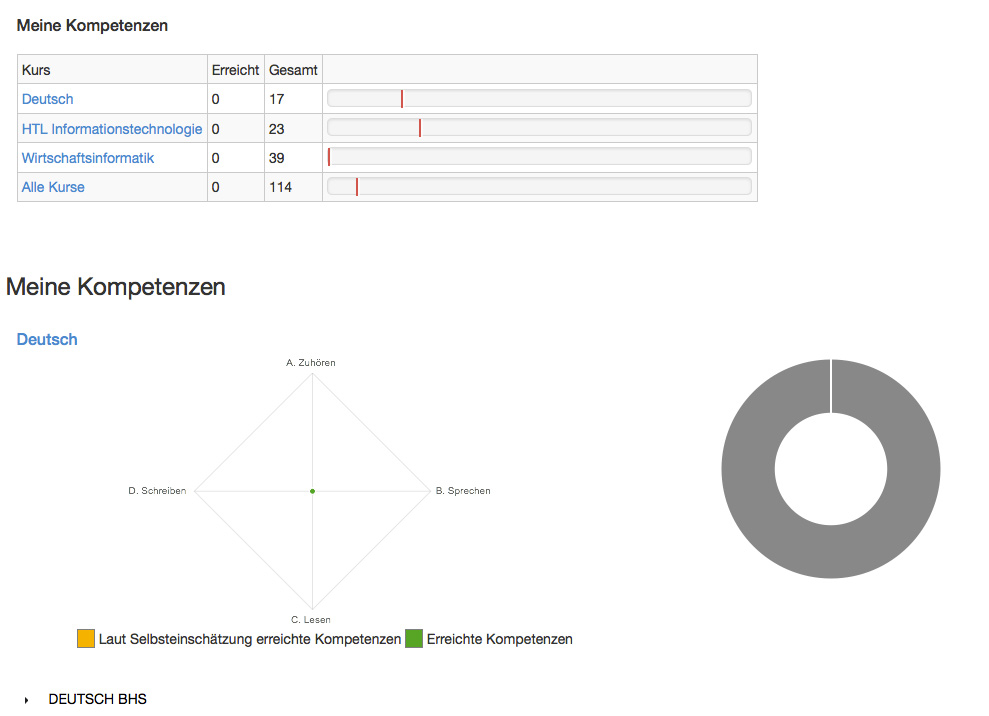 Meine Kompetenzen
Kurs Erreicht Gesamt
Deutsch 0 17
HTL Informationstechnologie 0 23
Wirtschaftsinformatik 0 39
Alle Kurse 0 114
Meine Kompetenzen
Deutsch
A. Zuhören
D. Schreiben B. Sprechen
C. Lesen
Laut Selbsteinschätzung erreichte Kompetenzen Erreichte Kompetenzen
DEUTSCH BHS